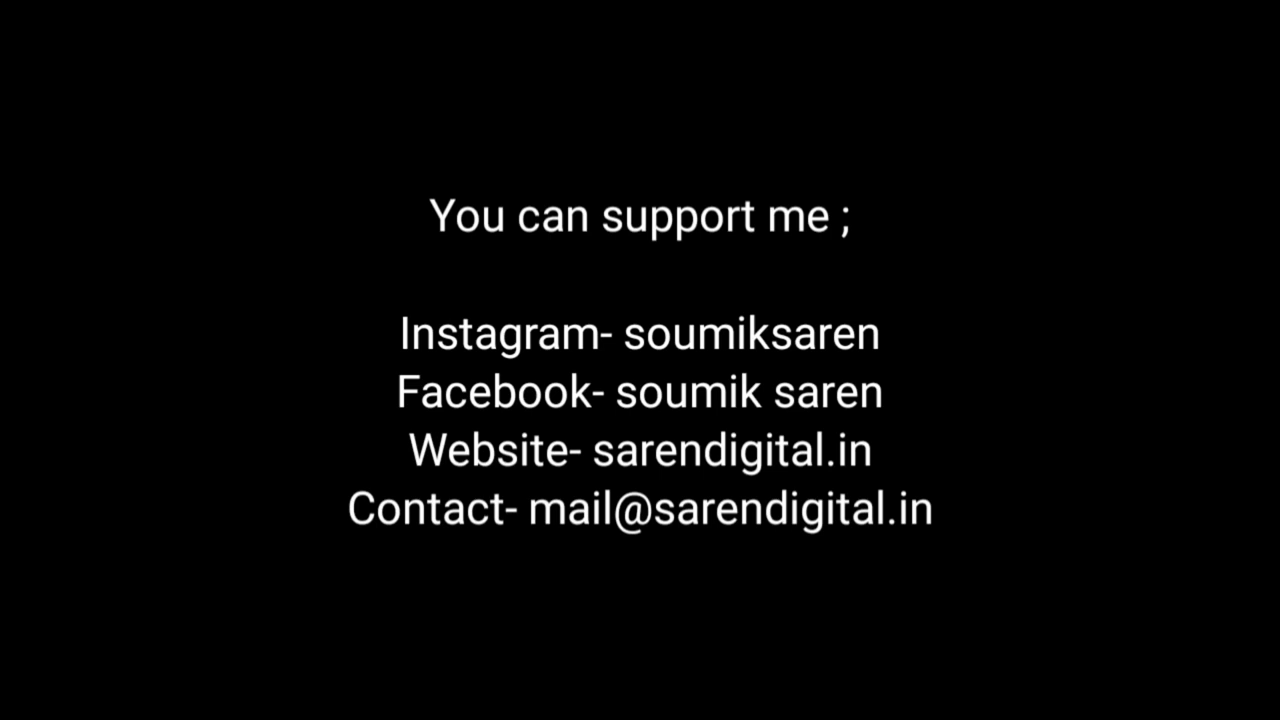 You can support me ;
Instagram- soumiksaren
Facebook- soumik saren
Website- sarendigital.in
Contact- mail@sarendigital.in